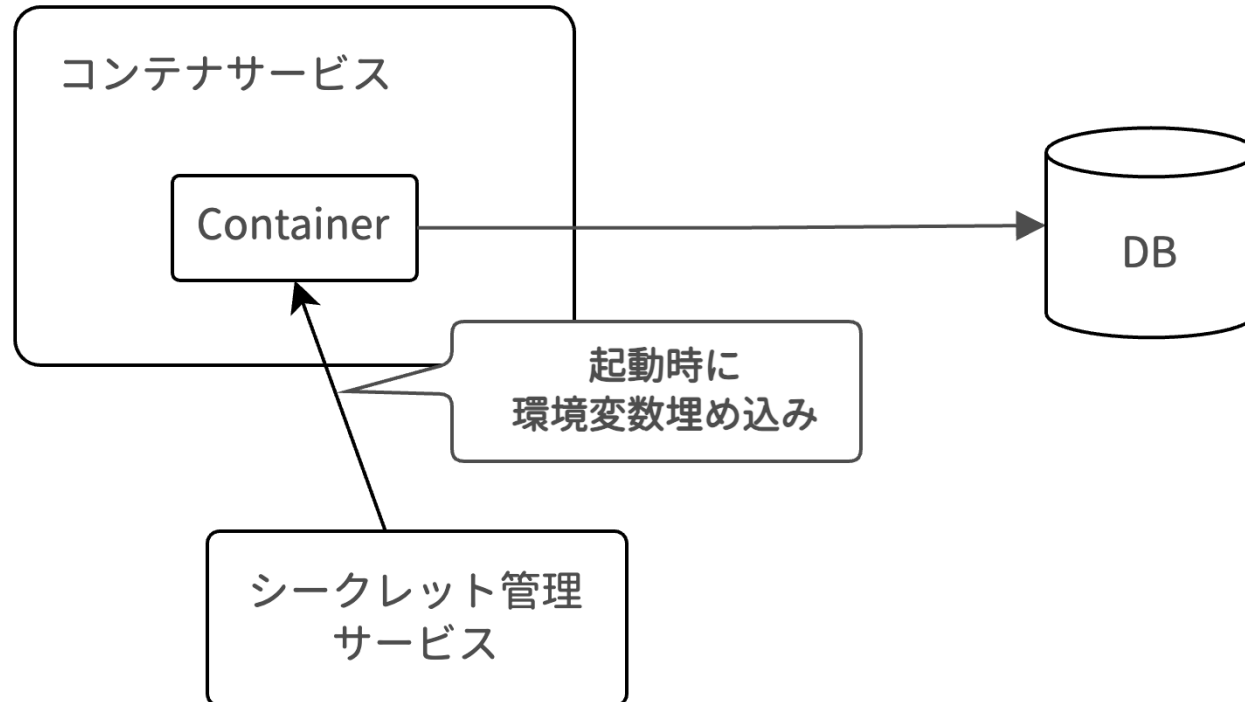 コンテナサービス
Container
DB
起動時に
環境変数埋め込み
シークレット管理
サービス